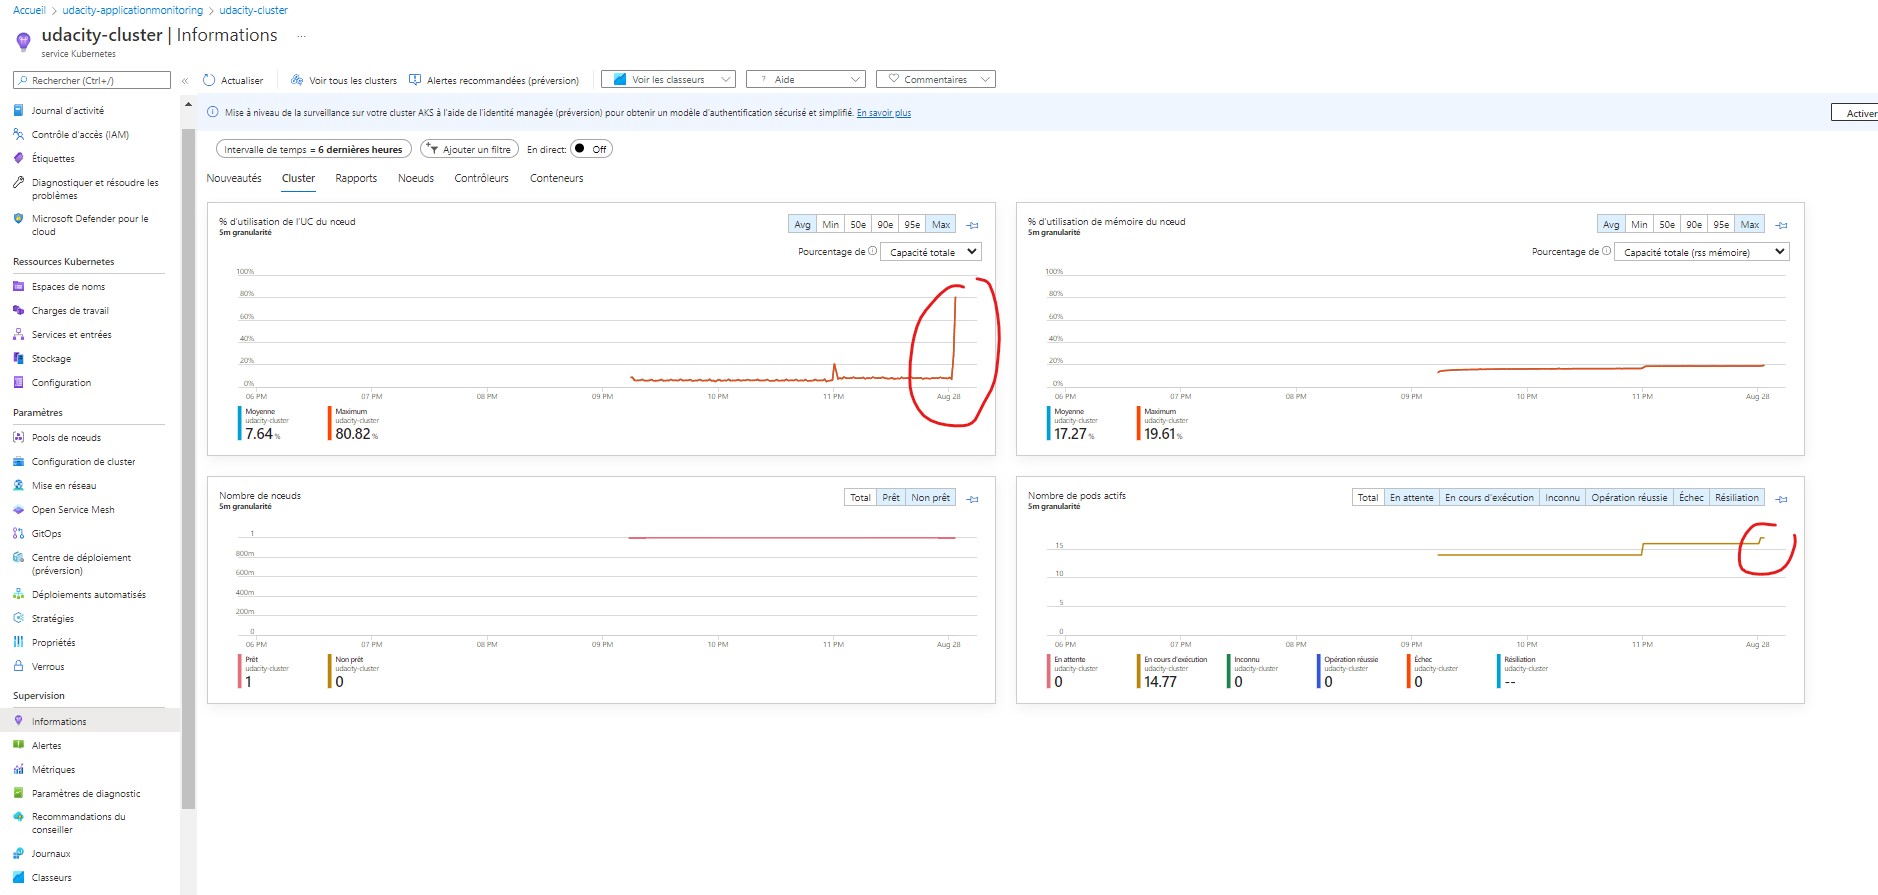 Accueil > udacity-applicationmonitoring > udacity-cluster
udacity-cluster | Informations ...
service Kubernetes
Rechercher (Ctrl+/)
«
Actualiser
Voir tous les clusters
Alertes recommandées (préversion)
Voir les classeurs
? Aide
Commentaires
Mise à niveau de la surveillance sur votre cluster AKS à l'aide de l'identité managée (préversion) pour obtenir un modèle d'authentification sécurisé et simplifié. En savoir plus
Activer
Journal d'activité
Contrôle d'accès (IAM)
Étiquettes
Diagnostiquer et résoudre les
problèmes
Microsoft Defender pour le
cloud
Ressources Kubernetes
Espaces de noms
Charges de travail
Services et entrées
Stockage
Configuration
Paramètres
Pools de nœuds
Configuration de cluster
Mise en réseau
Open Service Mesh
GitOps
Centre de déploiement
(préversion)
Déploiements automatisés
Stratégies
Propriétés
Verrous
Supervision
Informations
Alertes
Métriques
Paramètres de diagnostic
Recommandations du
conseiller
Journaux
Classeurs
Intervalle de temps = 6 dernières heures
Ajouter un filtre
En direct: Off
Nouveautés Cluster Rapports Noeuds Contrôleurs Conteneurs
% d'utilisation de l'UC du nœud
5m granularité
Avg Min 50e 90e 95e Max
Pourcentage de Capacité totale
100%
80%
60%
40%
20%
0%
06 PM 07 PM 08 PM 09 PM 10 PM 11 PM Aug 28
Moyenne
udacity-cluster
7.64 %
Maximum
udacity-cluster
80.82 %
% d'utilisation de mémoire du nœud
5m granularité
Avg Min 50e 90e 95e Max
Pourcentage de Capacité totale (rss mémoire)
100%
80%
60%
40%
20%
0%
06 PM 07 PM 08 PM 09 PM 10 PM 11 PM Aug 28
Moyenne
udacity-cluster
17.27 %
Maximum
udacity-cluster
19.61 %
Nombre de nœuds
5m granularité
Total Prêt Non prêt
1
800m
600m
400m
200m
0
06 PM 07 PM 08 PM 09 PM 10 PM 11 PM Aug 28
Prêt
udacity-cluster
1
Non prêt
udacity-cluster
0
Nombre de pods actifs
5m granularité
Total En attente En cours d'exécution Inconnu Opération réussie Échec Résiliation
15
10
5
0
06 PM 07 PM 08 PM 09 PM 10 PM 11 PM Aug 28
En attente
udacity-cluster
0
En cours d'exécution
udacity-cluster
14.77
Inconnu
udacity-cluster
0
Opération réussie
udacity-cluster
0
Échec
udacity-cluster
0
Résiliation
udacity-cluster
--